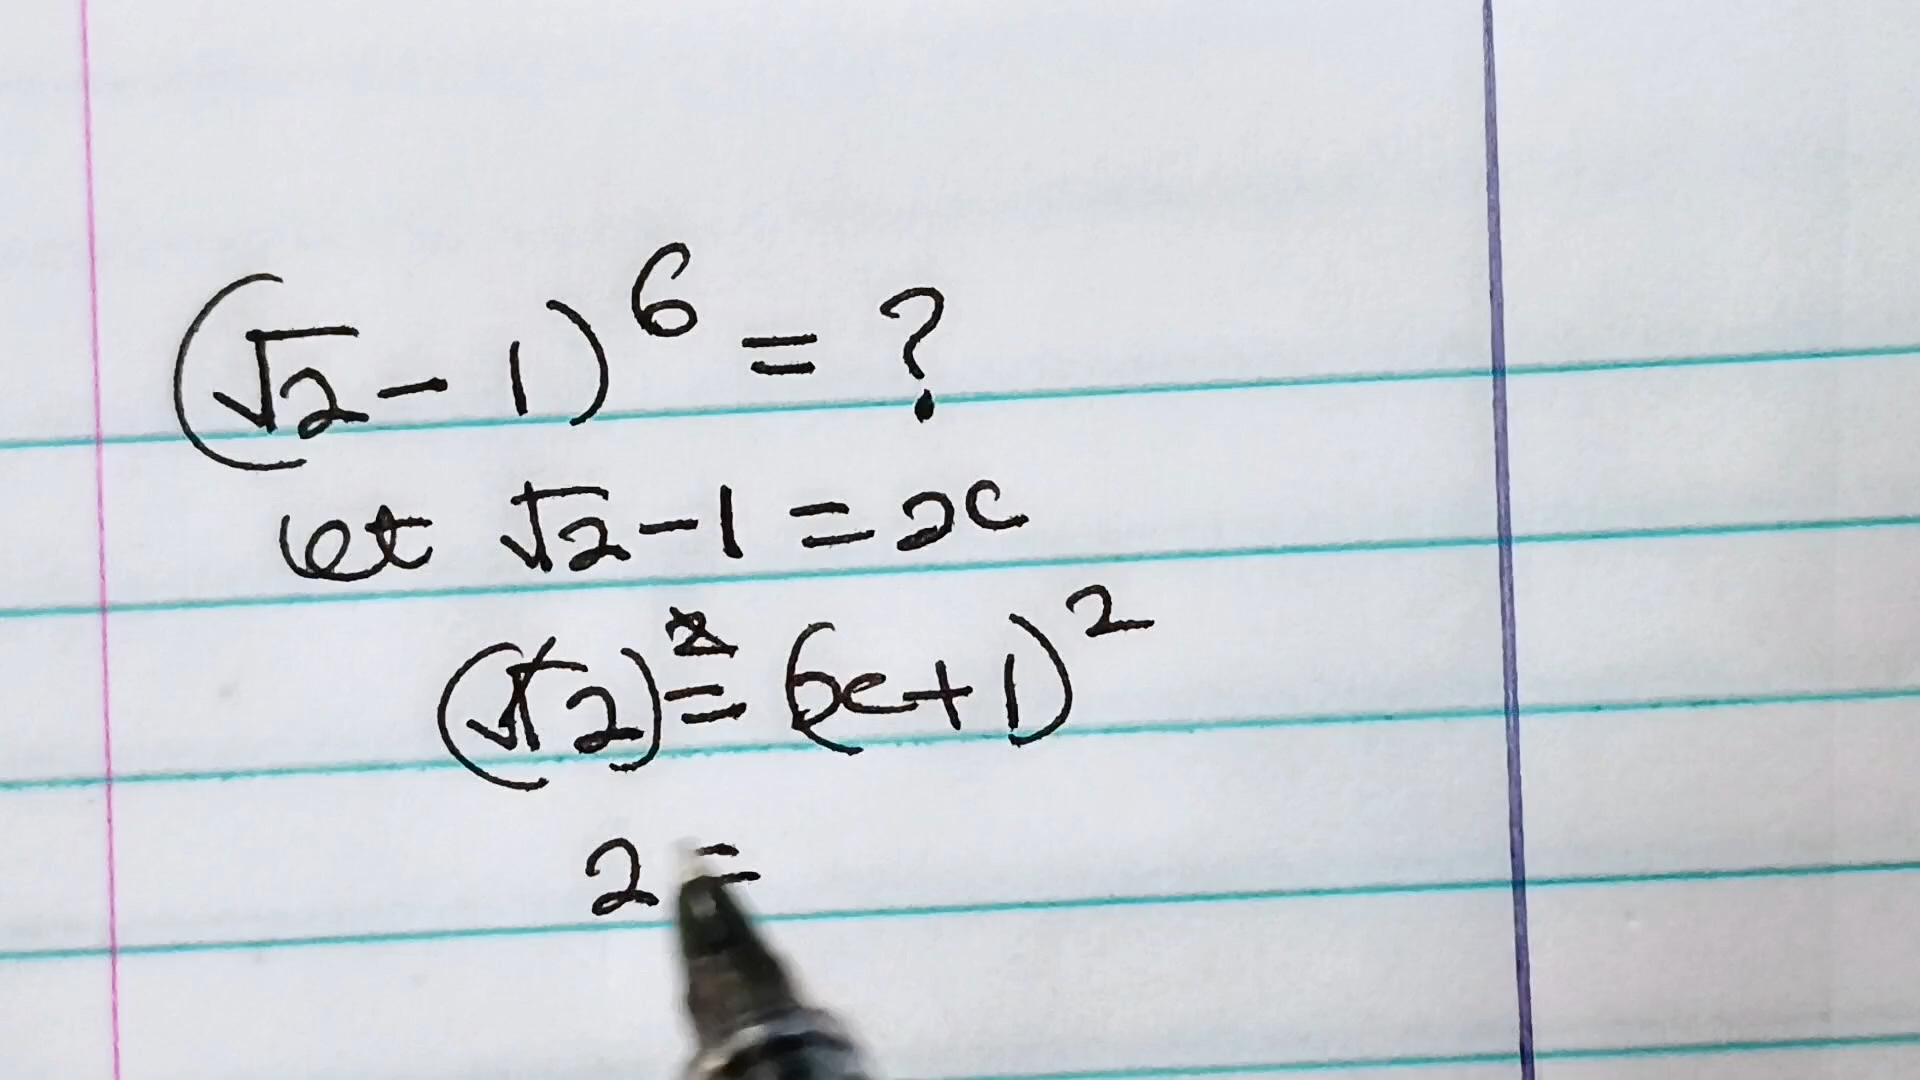 (√2 - 1)⁶ = ?
let √2 - 1 = x
(√2)² = (x + 1)²
2 =